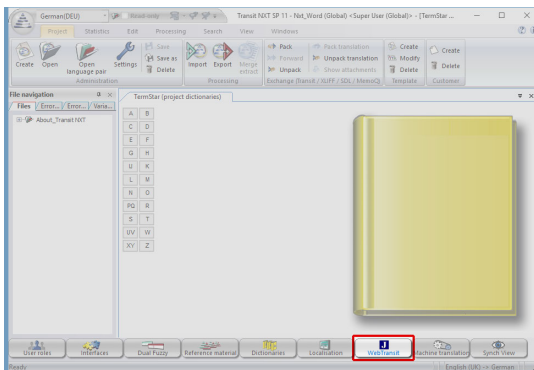 German(DEU) Read-only Transit NXT SP 11 - Nxt_Word (Global) <Super User (Global)> - [TermStar ...
Project Statistics Edit Processing Search View Windows
Create Open Open language pair Settings
Save
Save as
Delete
Import Export Merge extract
Pack
Forward
Unpack
Pack translation
Unpack translation
Show attachments
Create
Modify
Delete
Create
Delete
Administration Processing Exchange (Transit / XLIFF / SDL / MemoQ) Template Customer
File navigation
Files Error... Error... Varia...
About_Transit NXT
TermStar (project dictionaries)
A B
C D
E F
G H
IJ K
L M
N O
PQ R
S T
UV W
XY Z
User roles Interfaces Dual Fuzzy Reference material Dictionaries Localisation WebTransit Machine translation Synch View
Ready English (UK) -> German